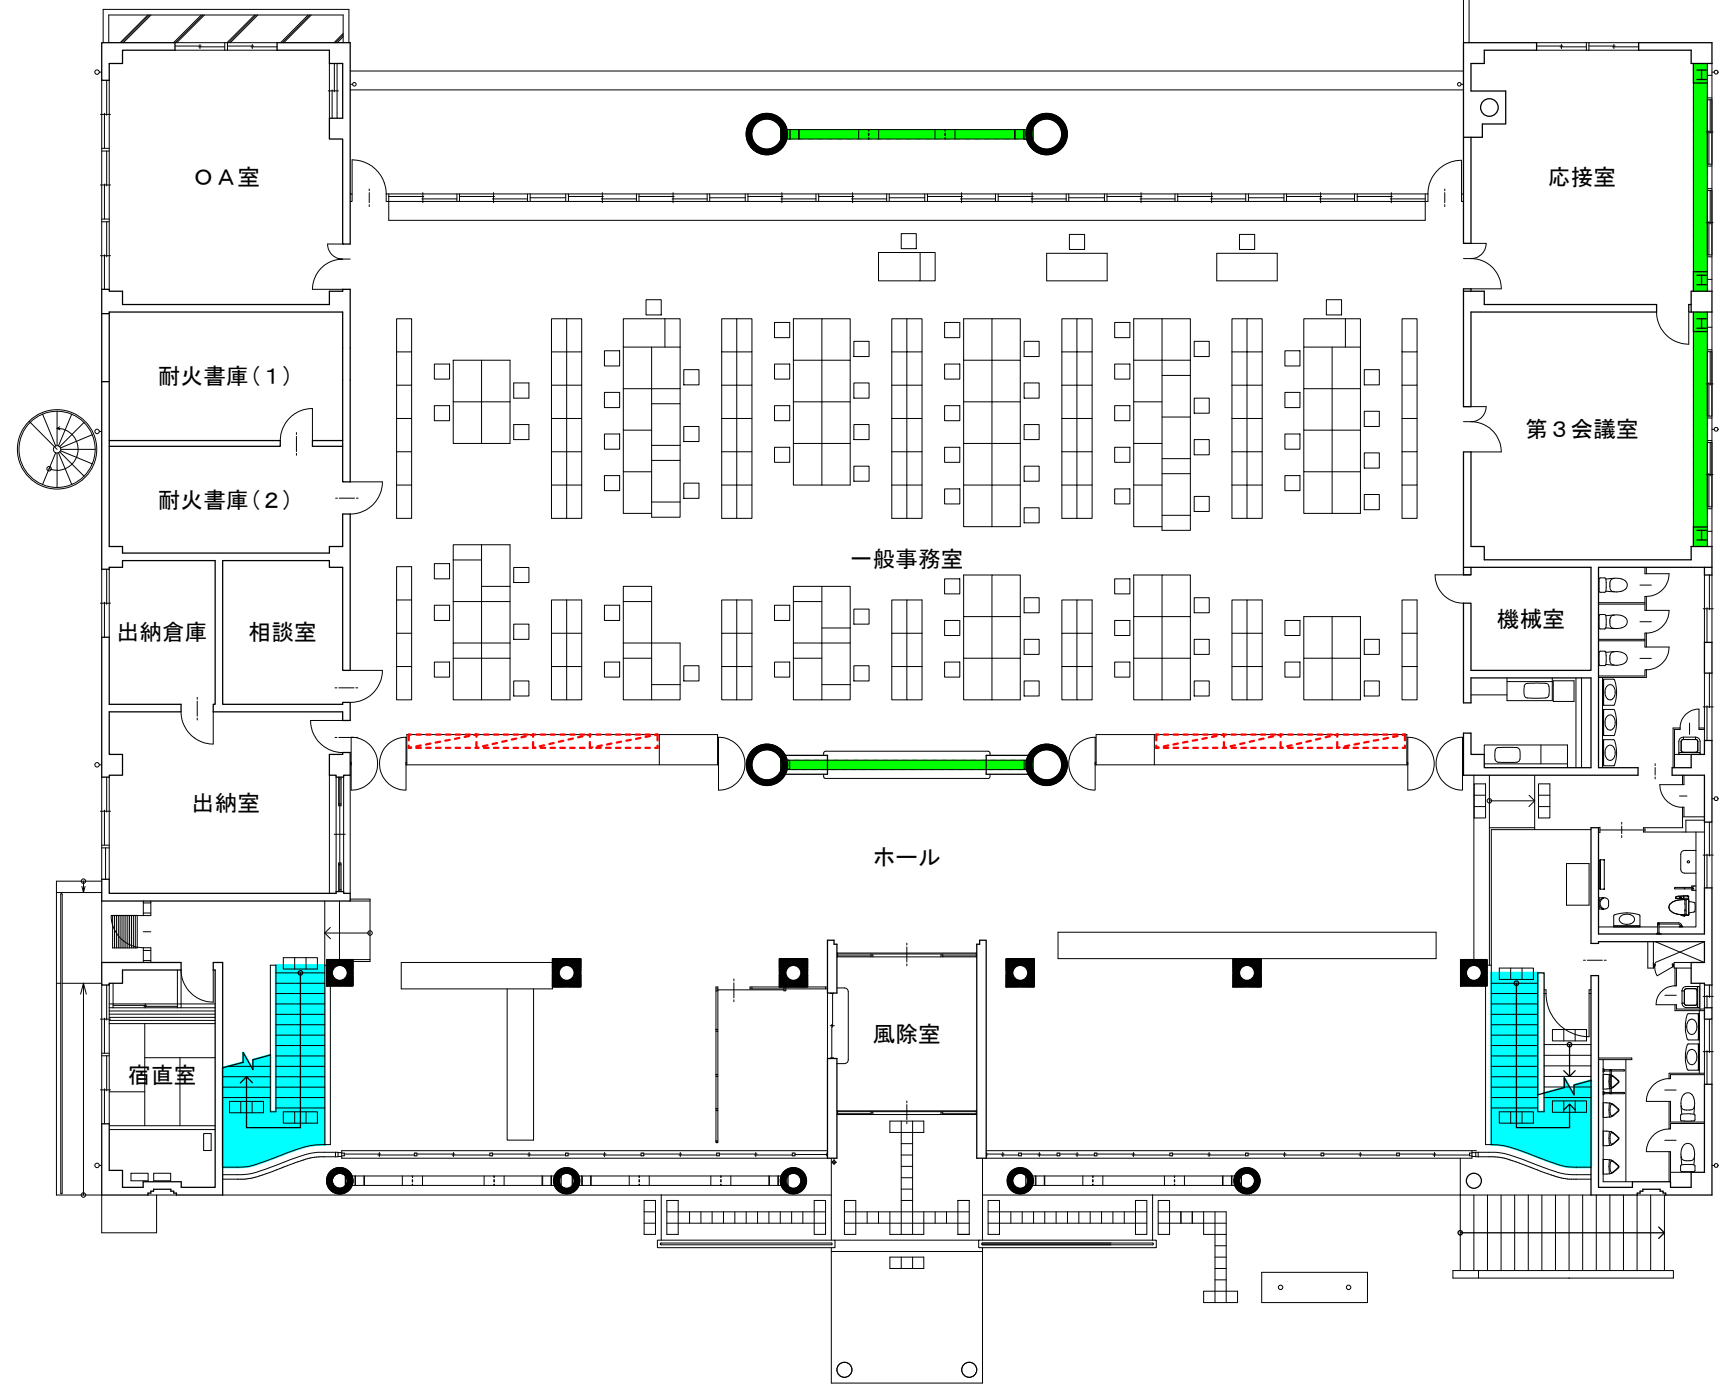 ＯＡ室
応接室
耐火書庫（１）
第３会議室
耐火書庫（２）
一般事務室
出納倉庫
相談室
機械室
出納室
ホール
風除室
宿直室